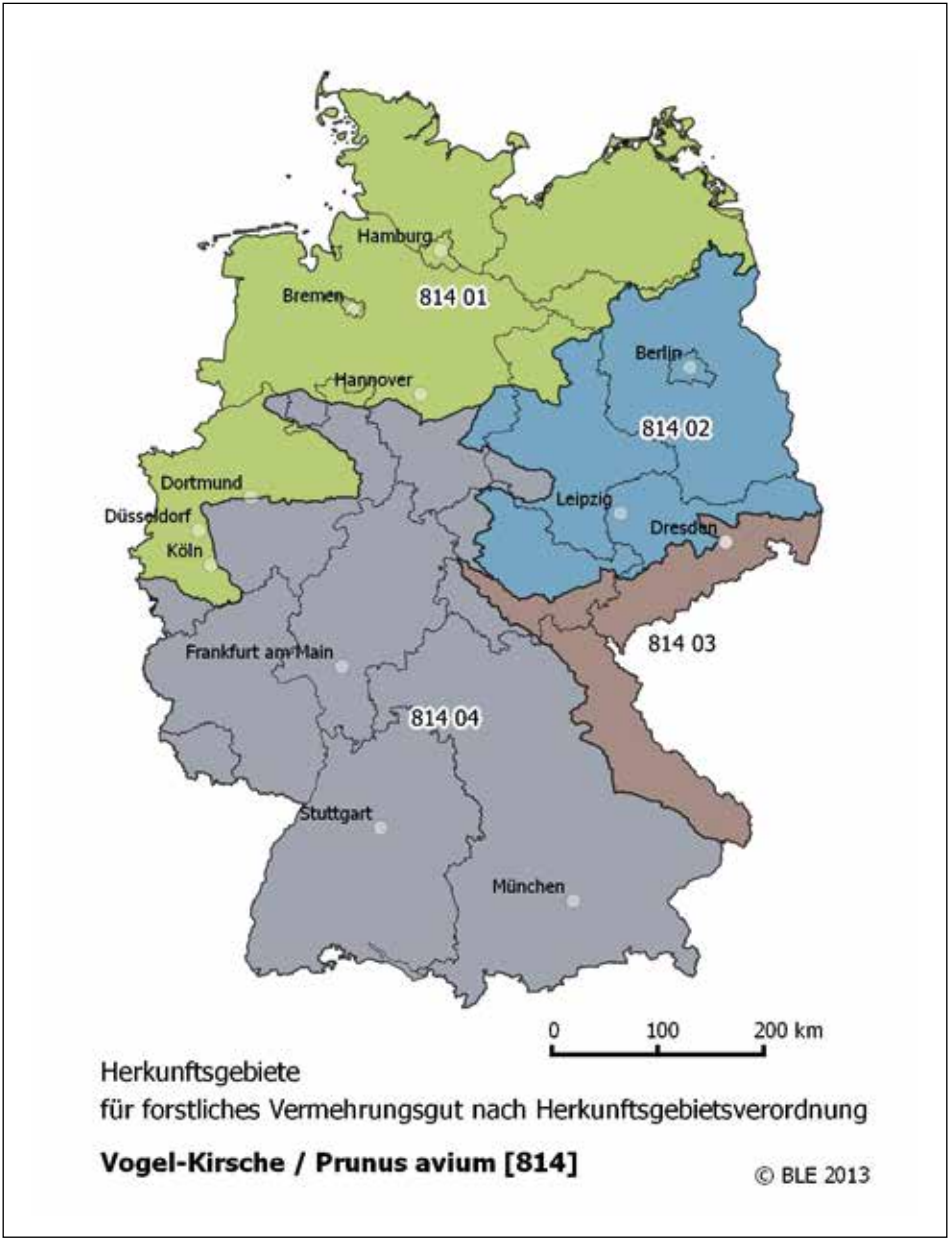 Hamburg
Bremen
814 01
Hannover
Berlin
814 02
Dortmund
Leipzig
Düsseldorf
Dresden
Köln
814 03
Frankfurt am Main
814 04
Stuttgart
München
0 100 200 km
Herkunftsgebiete
für forstliches Vermehrungsgut nach Herkunftsgebietsverordnung
Vogel-Kirsche / Prunus avium [814]
© BLE 2013